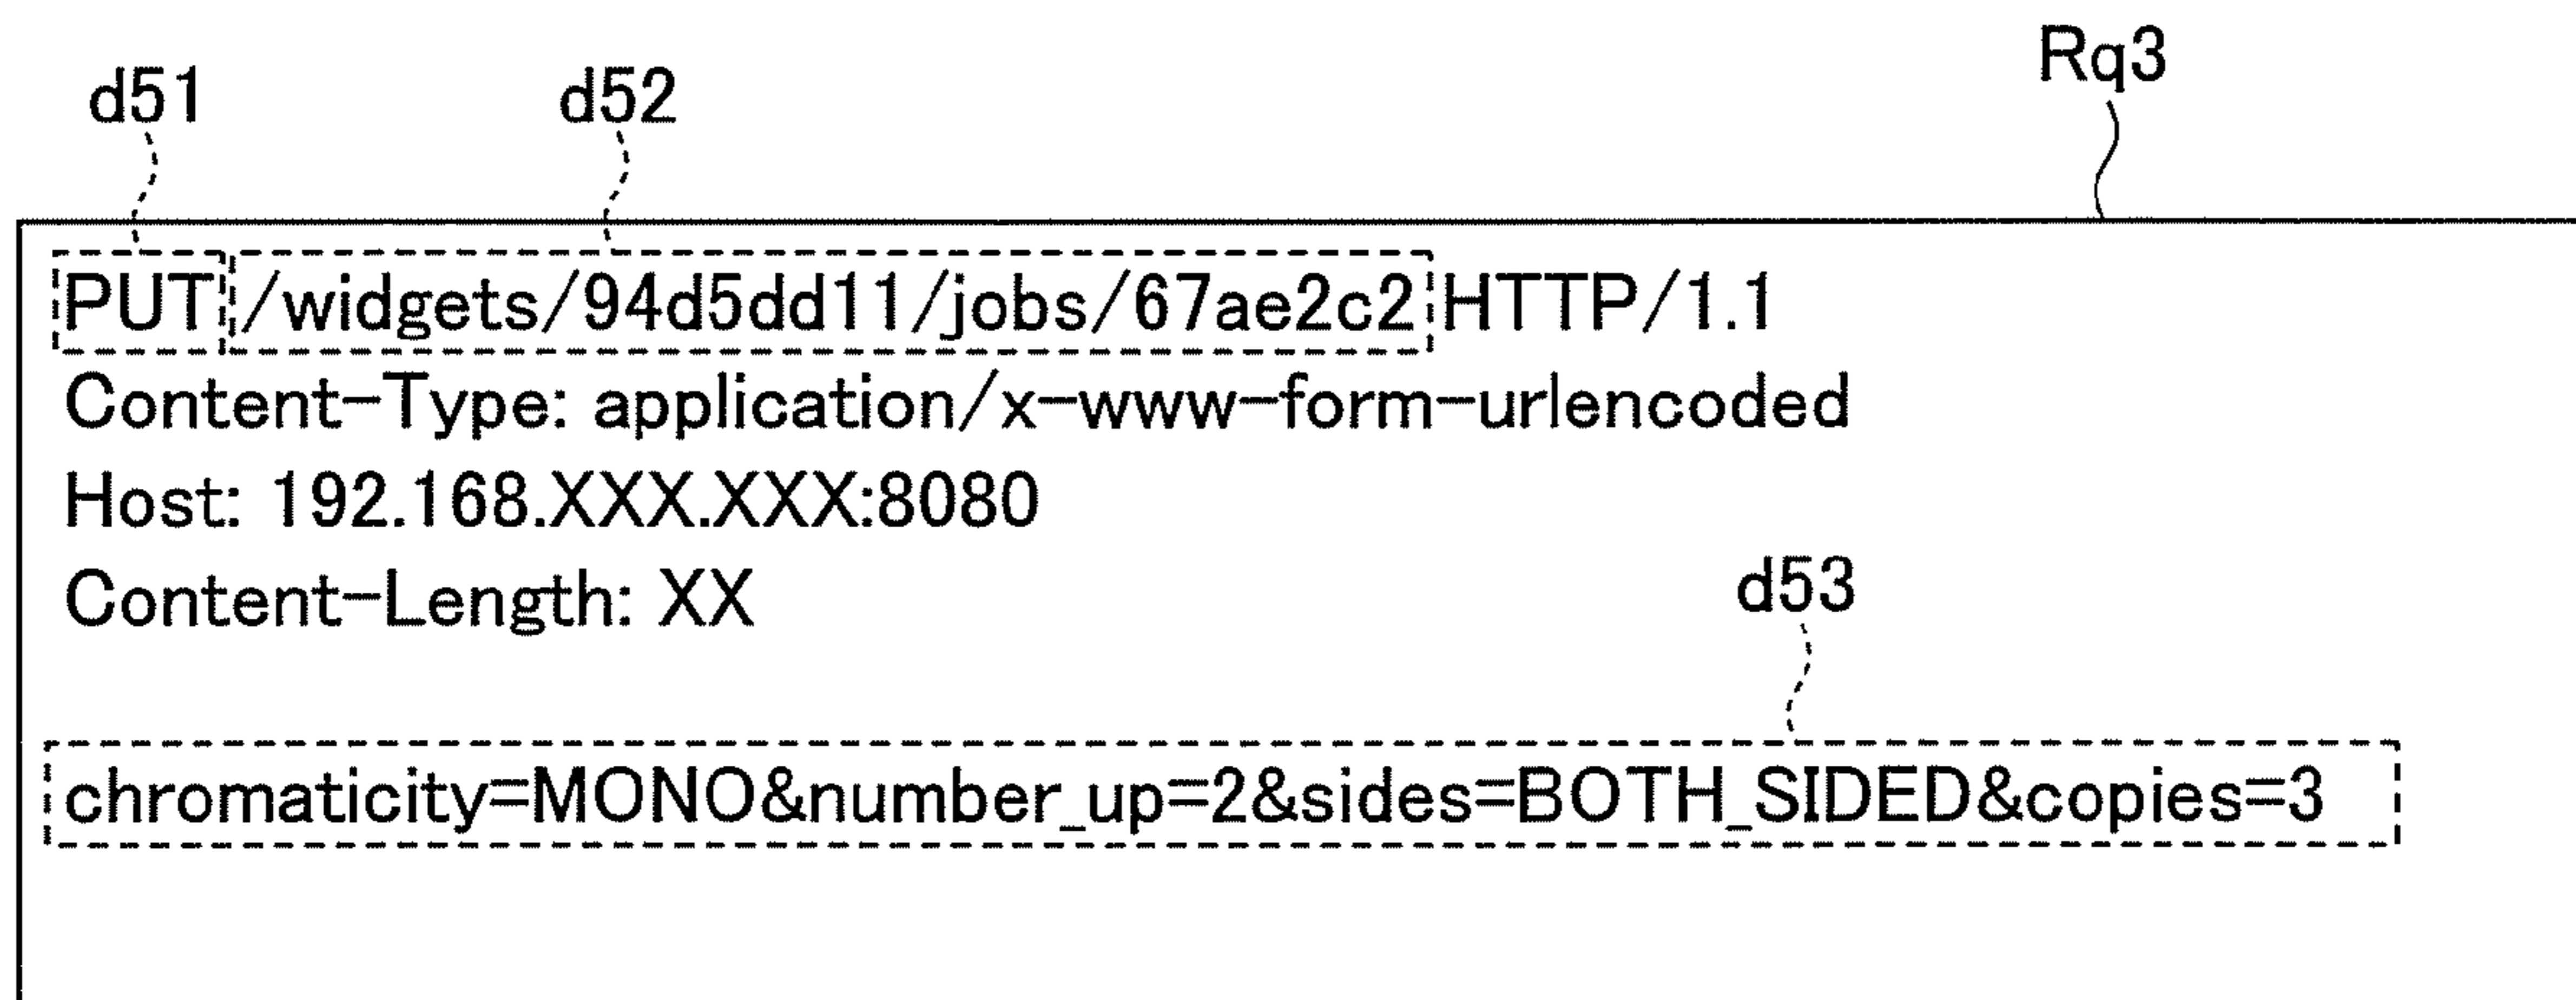 Rq3
d51 d52
PUT /widgets/94d5dd11/jobs/67ae2c2 HTTP/1.1
Content-Type: application/x-www-form-urlencoded
Host: 192.168.XXX.XXX:8080
Content-Length: XX
d53
chromaticity=MONO&number_up=2&sides=BOTH_SIDED&copies=3